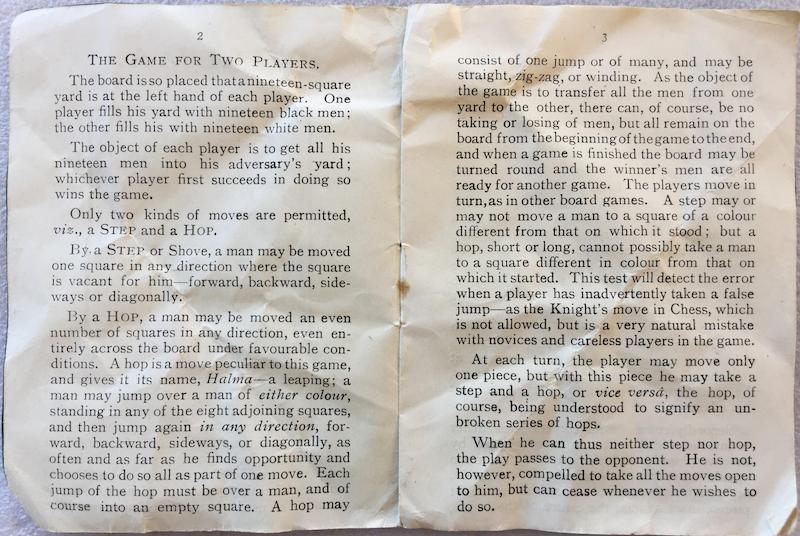 2
THE GAME FOR TWO PLAYERS.
The board is so placed that a nineteen-square
yard is at the left hand of each player. One
player fills his yard with nineteen black men;
the other fills his with nineteen white men.
The object of each player is to get all his
nineteen men into his adversary's yard;
whichever player first succeeds in doing so
wins the game.
Only two kinds of moves are permitted,
viz., a STEP and a HOP.
By a STEP or Shove, a man may be moved
one square in any direction where the square
is vacant for him—forward, backward, side-
ways or diagonally.
By a HOP, a man may be moved an even
number of squares in any direction, even en-
tirely across the board under favourable con-
ditions. A hop is a move peculiar to this game,
and gives it its name, Halma—a leaping; a
man may jump over a man of either colour,
standing in any of the eight adjoining squares,
and then jump again in any direction, for-
ward, backward, sideways, or diagonally, as
often and as far as he finds opportunity and
chooses to do so all as part of one move. Each
jump of the hop must be over a man, and of
course into an empty square. A hop may
3
consist of one jump or of many, and may be
straight, zig-zag, or winding. As the object of
the game is to transfer all the men from one
yard to the other, there can, of course, be no
taking or losing of men, but all remain on the
board from the beginning of the game to the end,
and when a game is finished the board may be
turned round and the winner's men are all
ready for another game. The players move in
turn, as in other board games. A step may or
may not move a man to a square of a colour
different from that on which it stood; but a
hop, short or long, cannot possibly take a man
to a square different in colour from that on
which it started. This test will detect the error
when a player has inadvertently taken a false
jump—as the Knight's move in Chess, which
is not allowed, but is a very natural mistake
with novices and careless players in the game.
At each turn, the player may move only
one piece, but with this piece he may take a
step and a hop, or vice versâ, the hop, of
course, being understood to signify an un-
broken series of hops.
When he can thus neither step nor hop,
the play passes to the opponent. He is not,
however, compelled to take all the moves open
to him, but can cease whenever he wishes to
do so.